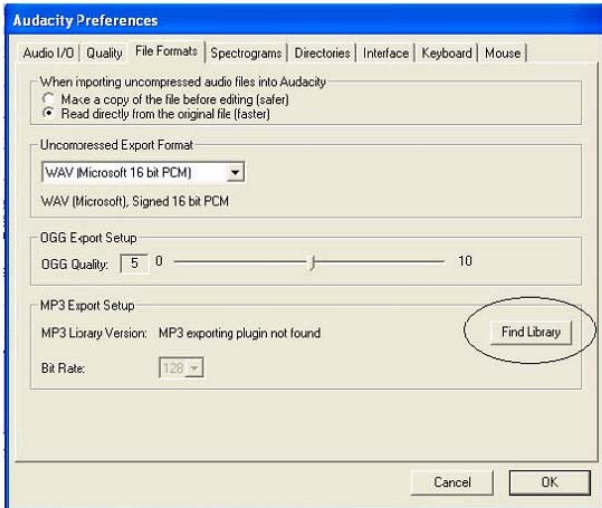 Audacity Preferences
Audio I/O Quality File Formats Spectrograms Directories Interface Keyboard Mouse
When importing uncompressed audio files into Audacity
Make a copy of the file before editing (safer)
Read directly from the original file (faster)
Uncompressed Export Format
WAV (Microsoft 16 bit PCM)
WAV (Microsoft), Signed 16 bit PCM
OGG Export Setup
OGG Quality: 5 0 10
MP3 Export Setup
MP3 Library Version: MP3 exporting plugin not found Find Library
Bit Rate: 128
Cancel OK